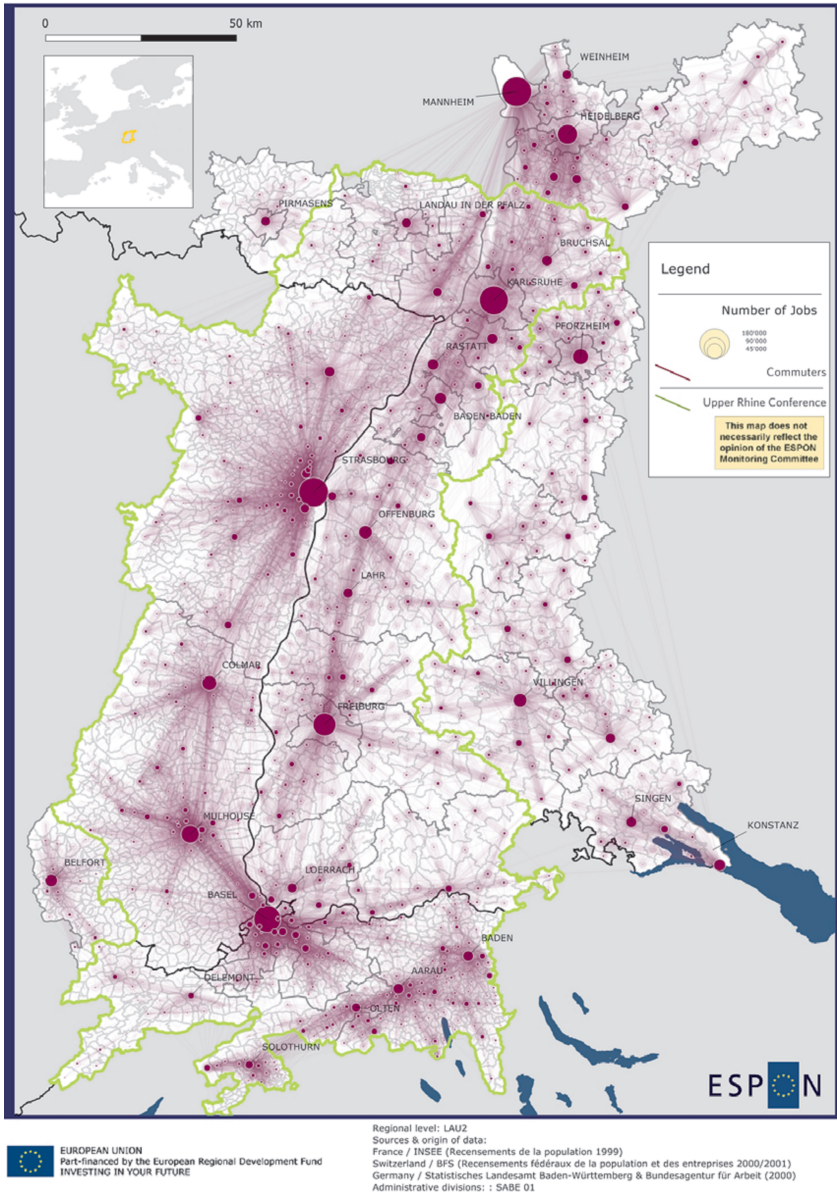 0 50 km
WEINHEIM
MANNHEIM
HEIDELBERG
PIRMASENS
LANDAU IN DER PFALZ
BRUCHSAL
KARLSRUHE
Legend
Number of Jobs
180'000
90'000
45'000
Commuters
Upper Rhine Conference
This map does not
necessarily reflect the
opinion of the ESPON
Monitoring Committee
PFORZHEIM
RASTATT
BADEN-BADEN
STRASBOURG
OFFENBURG
LAHR
COLMAR
VILLINGEN
FREIBURG
SINGEN
KONSTANZ
MULHOUSE
BELFORT
LOERRACH
BASEL
BADEN
AARAU
DELEMONT
OLTEN
SOLOTHURN
ESPON
EUROPEAN UNION
Part-financed by the European Regional Development Fund
INVESTING IN YOUR FUTURE
Regional level: LAU2
Sources & origin of data:
France / INSEE (Recensements de la population 1999)
Switzerland / BFS (Recensements fédéraux de la population et des entreprises 2000/2001)
Germany / Statistisches Landesamt Baden-Württemberg & Bundesagentur für Arbeit (2000)
Administrative divisions: : SABE 01